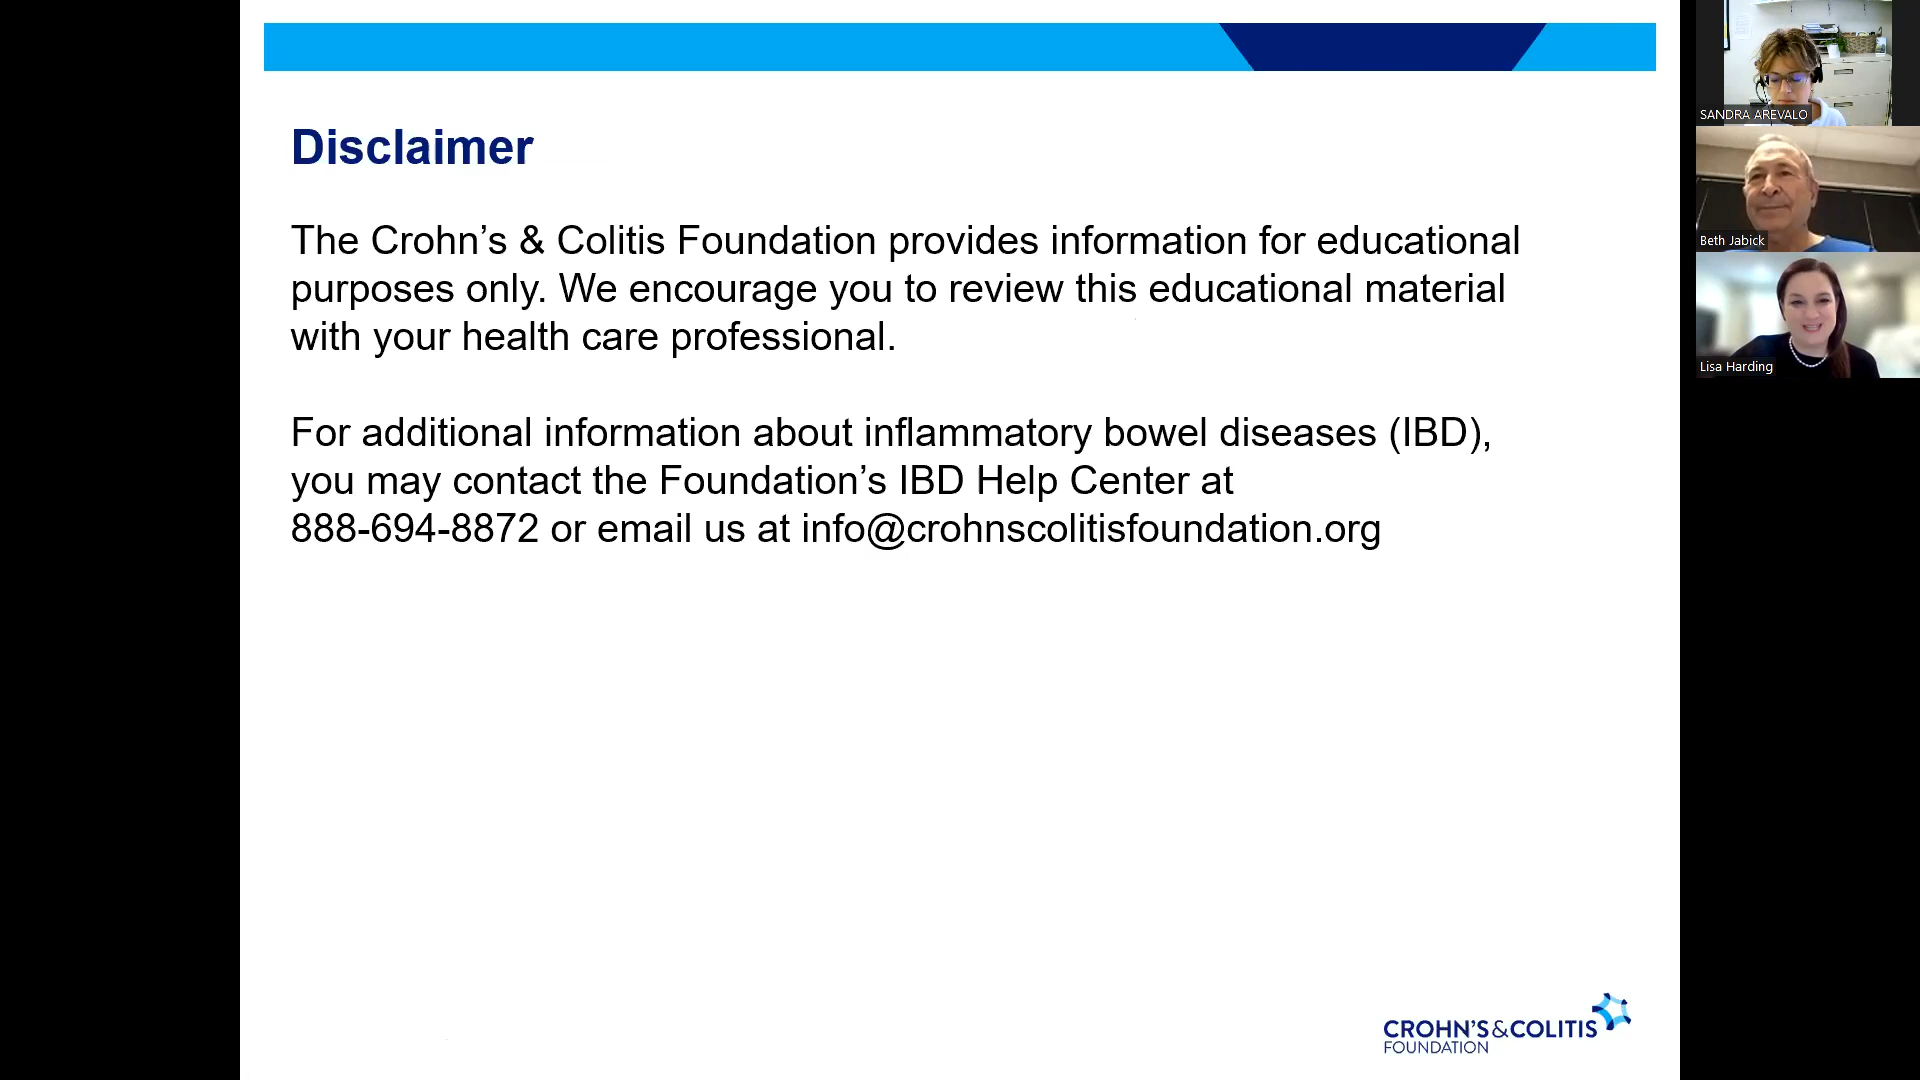 Disclaimer
The Crohn’s & Colitis Foundation provides information for educational
purposes only. We encourage you to review this educational material
with your health care professional.
For additional information about inflammatory bowel diseases (IBD),
you may contact the Foundation’s IBD Help Center at
888-694-8872 or email us at info@crohnscolitisfoundation.org
CROHN’S&COLITIS
FOUNDATION
SANDRA AREVALO
Beth Jabick
Lisa Harding